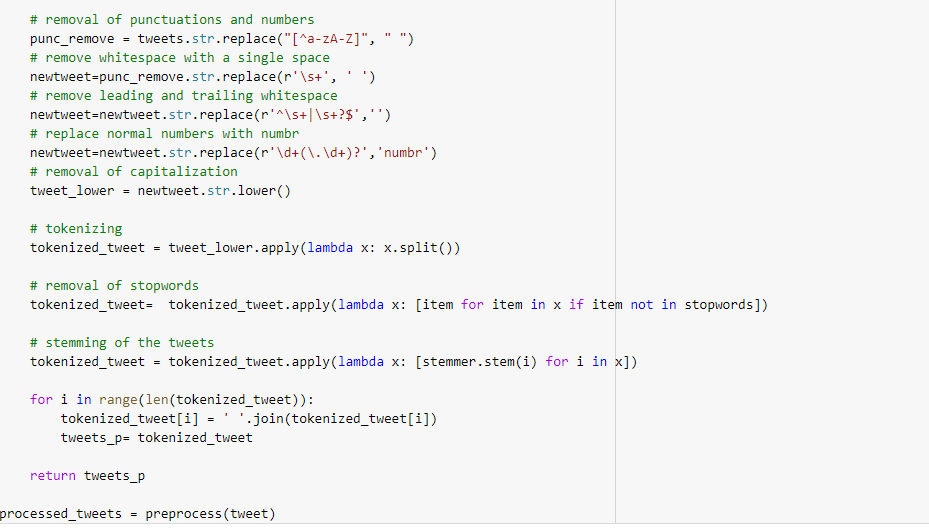 # removal of punctuations and numbers
punc_remove = tweets.str.replace("[^a-zA-Z]", " ")
# remove whitespace with a single space
newtweet=punc_remove.str.replace(r'\s+', ' ')
# remove leading and trailing whitespace
newtweet=newtweet.str.replace(r'^\s+|\s+?$','')
# replace normal numbers with numbr
newtweet=newtweet.str.replace(r'\d+(\.\d+)?','numbr')
# removal of capitalization
tweet_lower = newtweet.str.lower()

# tokenizing
tokenized_tweet = tweet_lower.apply(lambda x: x.split())

# removal of stopwords
tokenized_tweet=  tokenized_tweet.apply(lambda x: [item for item in x if item not in stopwords])

# stemming of the tweets
tokenized_tweet = tokenized_tweet.apply(lambda x: [stemmer.stem(i) for i in x])

for i in range(len(tokenized_tweet)):
    tokenized_tweet[i] = ' '.join(tokenized_tweet[i])
    tweets_p= tokenized_tweet

return tweets_p

processed_tweets = preprocess(tweet)